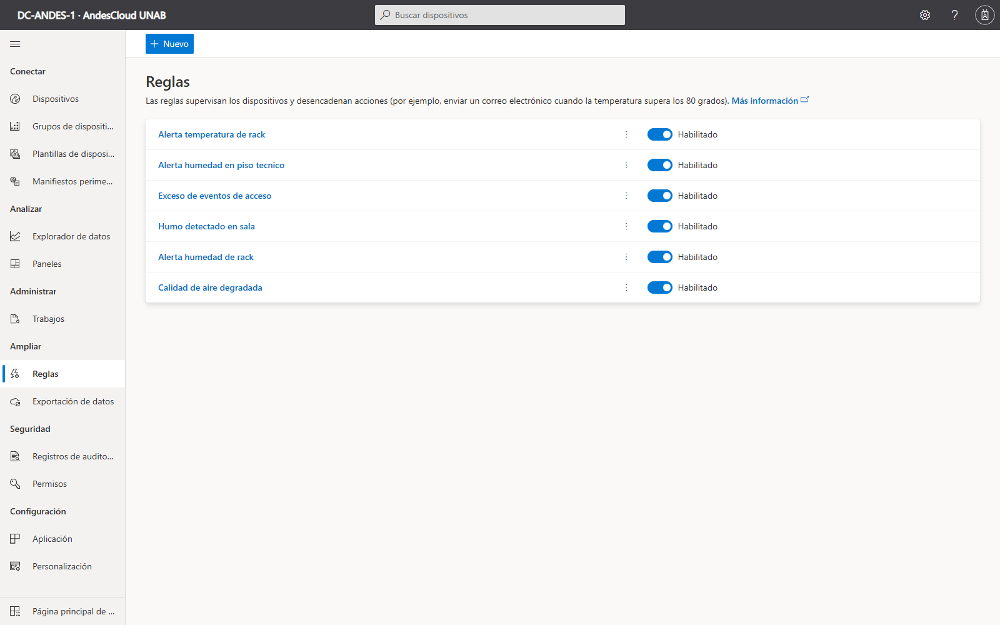 DC-ANDES-1 · AndesCloud UNAB
Buscar dispositivos
Conectar
Dispositivos
Grupos de dispositi...
Plantillas de disposi...
Manifiestos perime...
Analizar
Explorador de datos
Paneles
Administrar
Trabajos
Ampliar
Reglas
Exportación de datos
Seguridad
Registros de audito...
Permisos
Configuración
Aplicación
Personalización
Página principal de ...
Nuevo
Reglas
Las reglas supervisan los dispositivos y desencadenan acciones (por ejemplo, enviar un correo electrónico cuando la temperatura supera los 80 grados). Más información
Alerta temperatura de rack Habilitado
Alerta humedad en piso tecnico Habilitado
Exceso de eventos de acceso Habilitado
Humo detectado en sala Habilitado
Alerta humedad de rack Habilitado
Calidad de aire degradada Habilitado